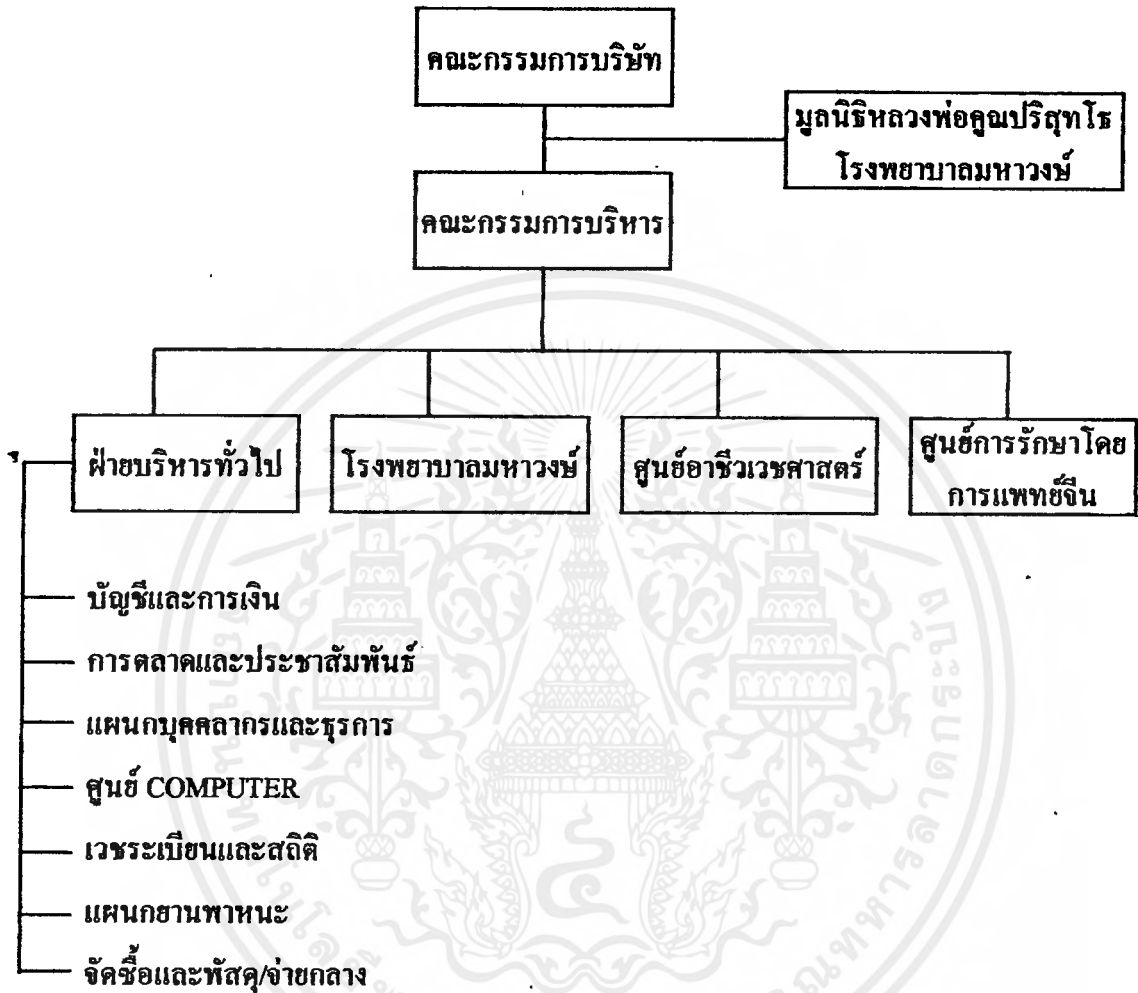 คณะกรรมการบริษัท
มูลนิธิหลวงพ่อคูณปริสุทโธ
โรงพยาบาลมหาวงษ์
คณะกรรมการบริหาร
ฝ่ายบริหารทั่วไป
โรงพยาบาลมหาวงษ์
ศูนย์อาชีวเวชศาสตร์
ศูนย์การรักษาโดย
การแพทย์จีน
บัญชีและการเงิน
การตลาดและประชาสัมพันธ์
แผนกบุคคลากรและธุรการ
ศูนย์ COMPUTER
เวชระเบียนและสถิติ
แผนกยานพาหนะ
จัดซื้อและพัสดุ/จ่ายกลาง